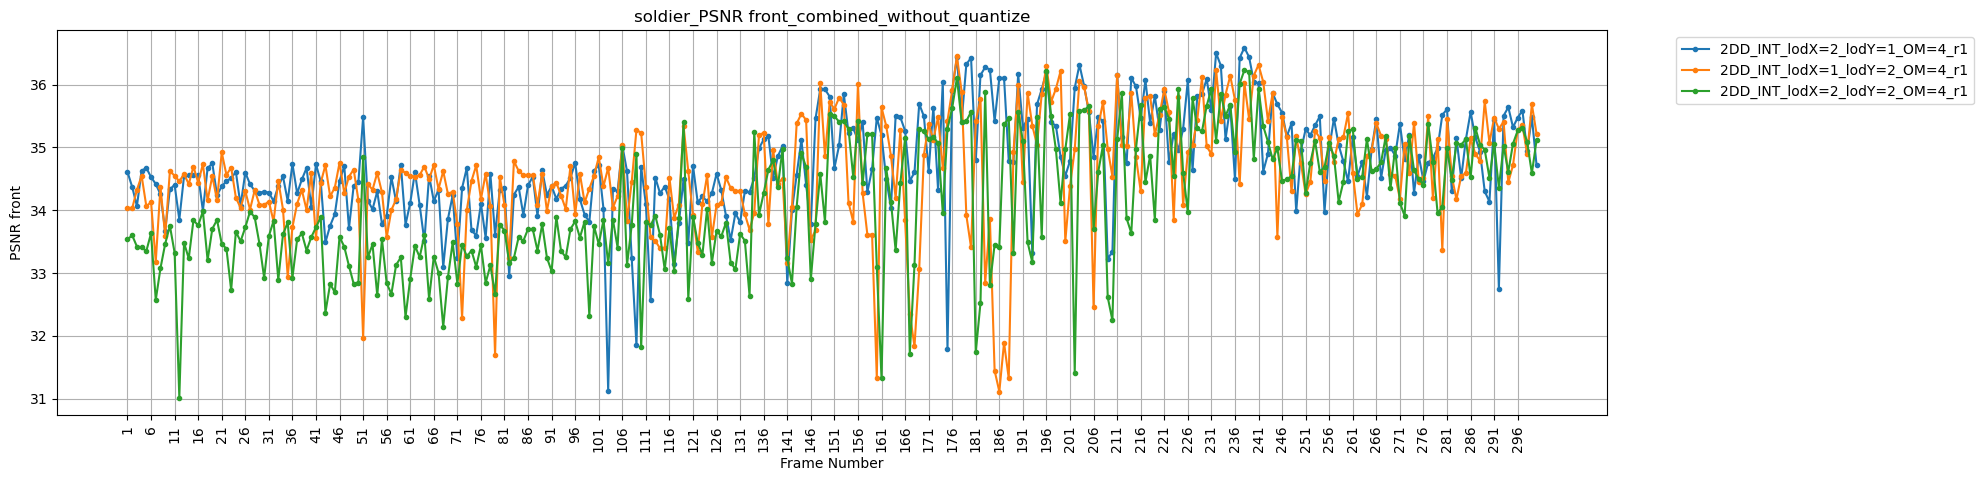 soldier_PSNR front_combined_without_quantize
2DD_INT_lodX=2_lodY=1_OM=4_r1
2DD_INT_lodX=1_lodY=2_OM=4_r1
2DD_INT_lodX=2_lodY=2_OM=4_r1
PSNR front
36
35
34
33
32
31
1 6 11 16 21 26 31 36 41 46 51 56 61 66 71 76 81 86 91 96 101 106 111 116 121 126 131 136 141 146 151 156 161 166 171 176 181 186 191 196 201 206 211 216 221 226 231 236 241 246 251 256 261 266 271 276 281 286 291 296
Frame Number